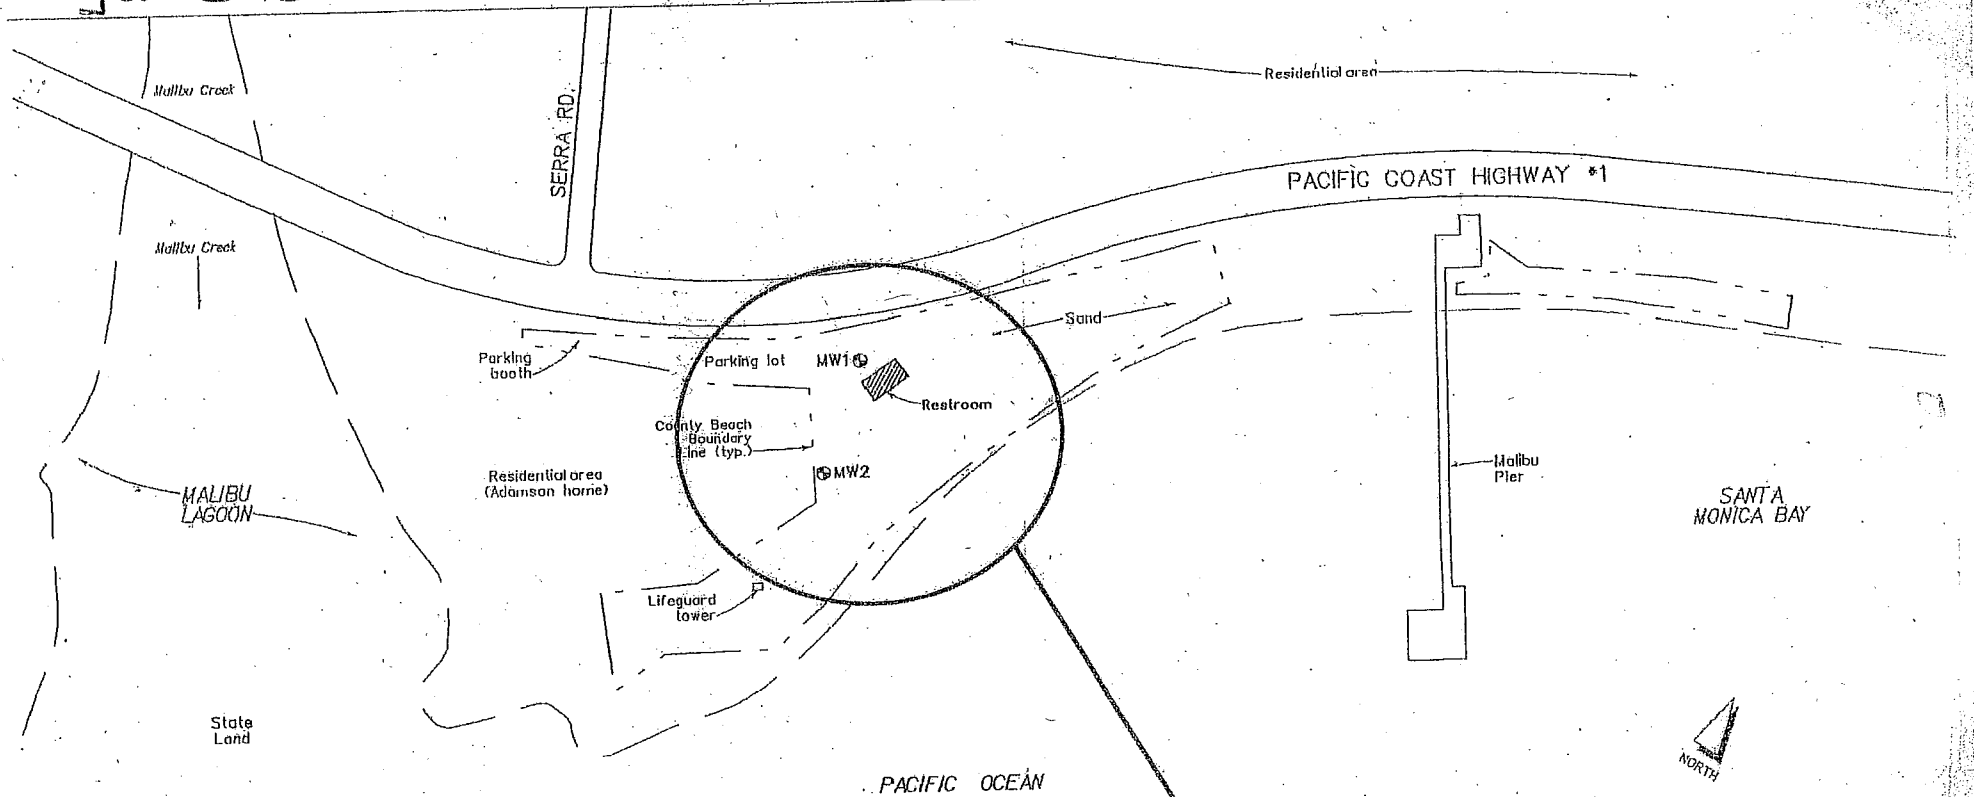 Malibu Creek
SERRA RD.
Residential area
PACIFIC COAST HIGHWAY #1
Malibu Creek
Sand
Parking
booth
Parking lot
MW1
Restroom
County Beach
Boundary
Line (typ.)
MW2
Residential area
(Adamson home)
MALIBU
LAGOON
Malibu
Pier
SANTA
MONICA BAY
Lifeguard
tower
State
Land
NORTH
PACIFIC OCEAN